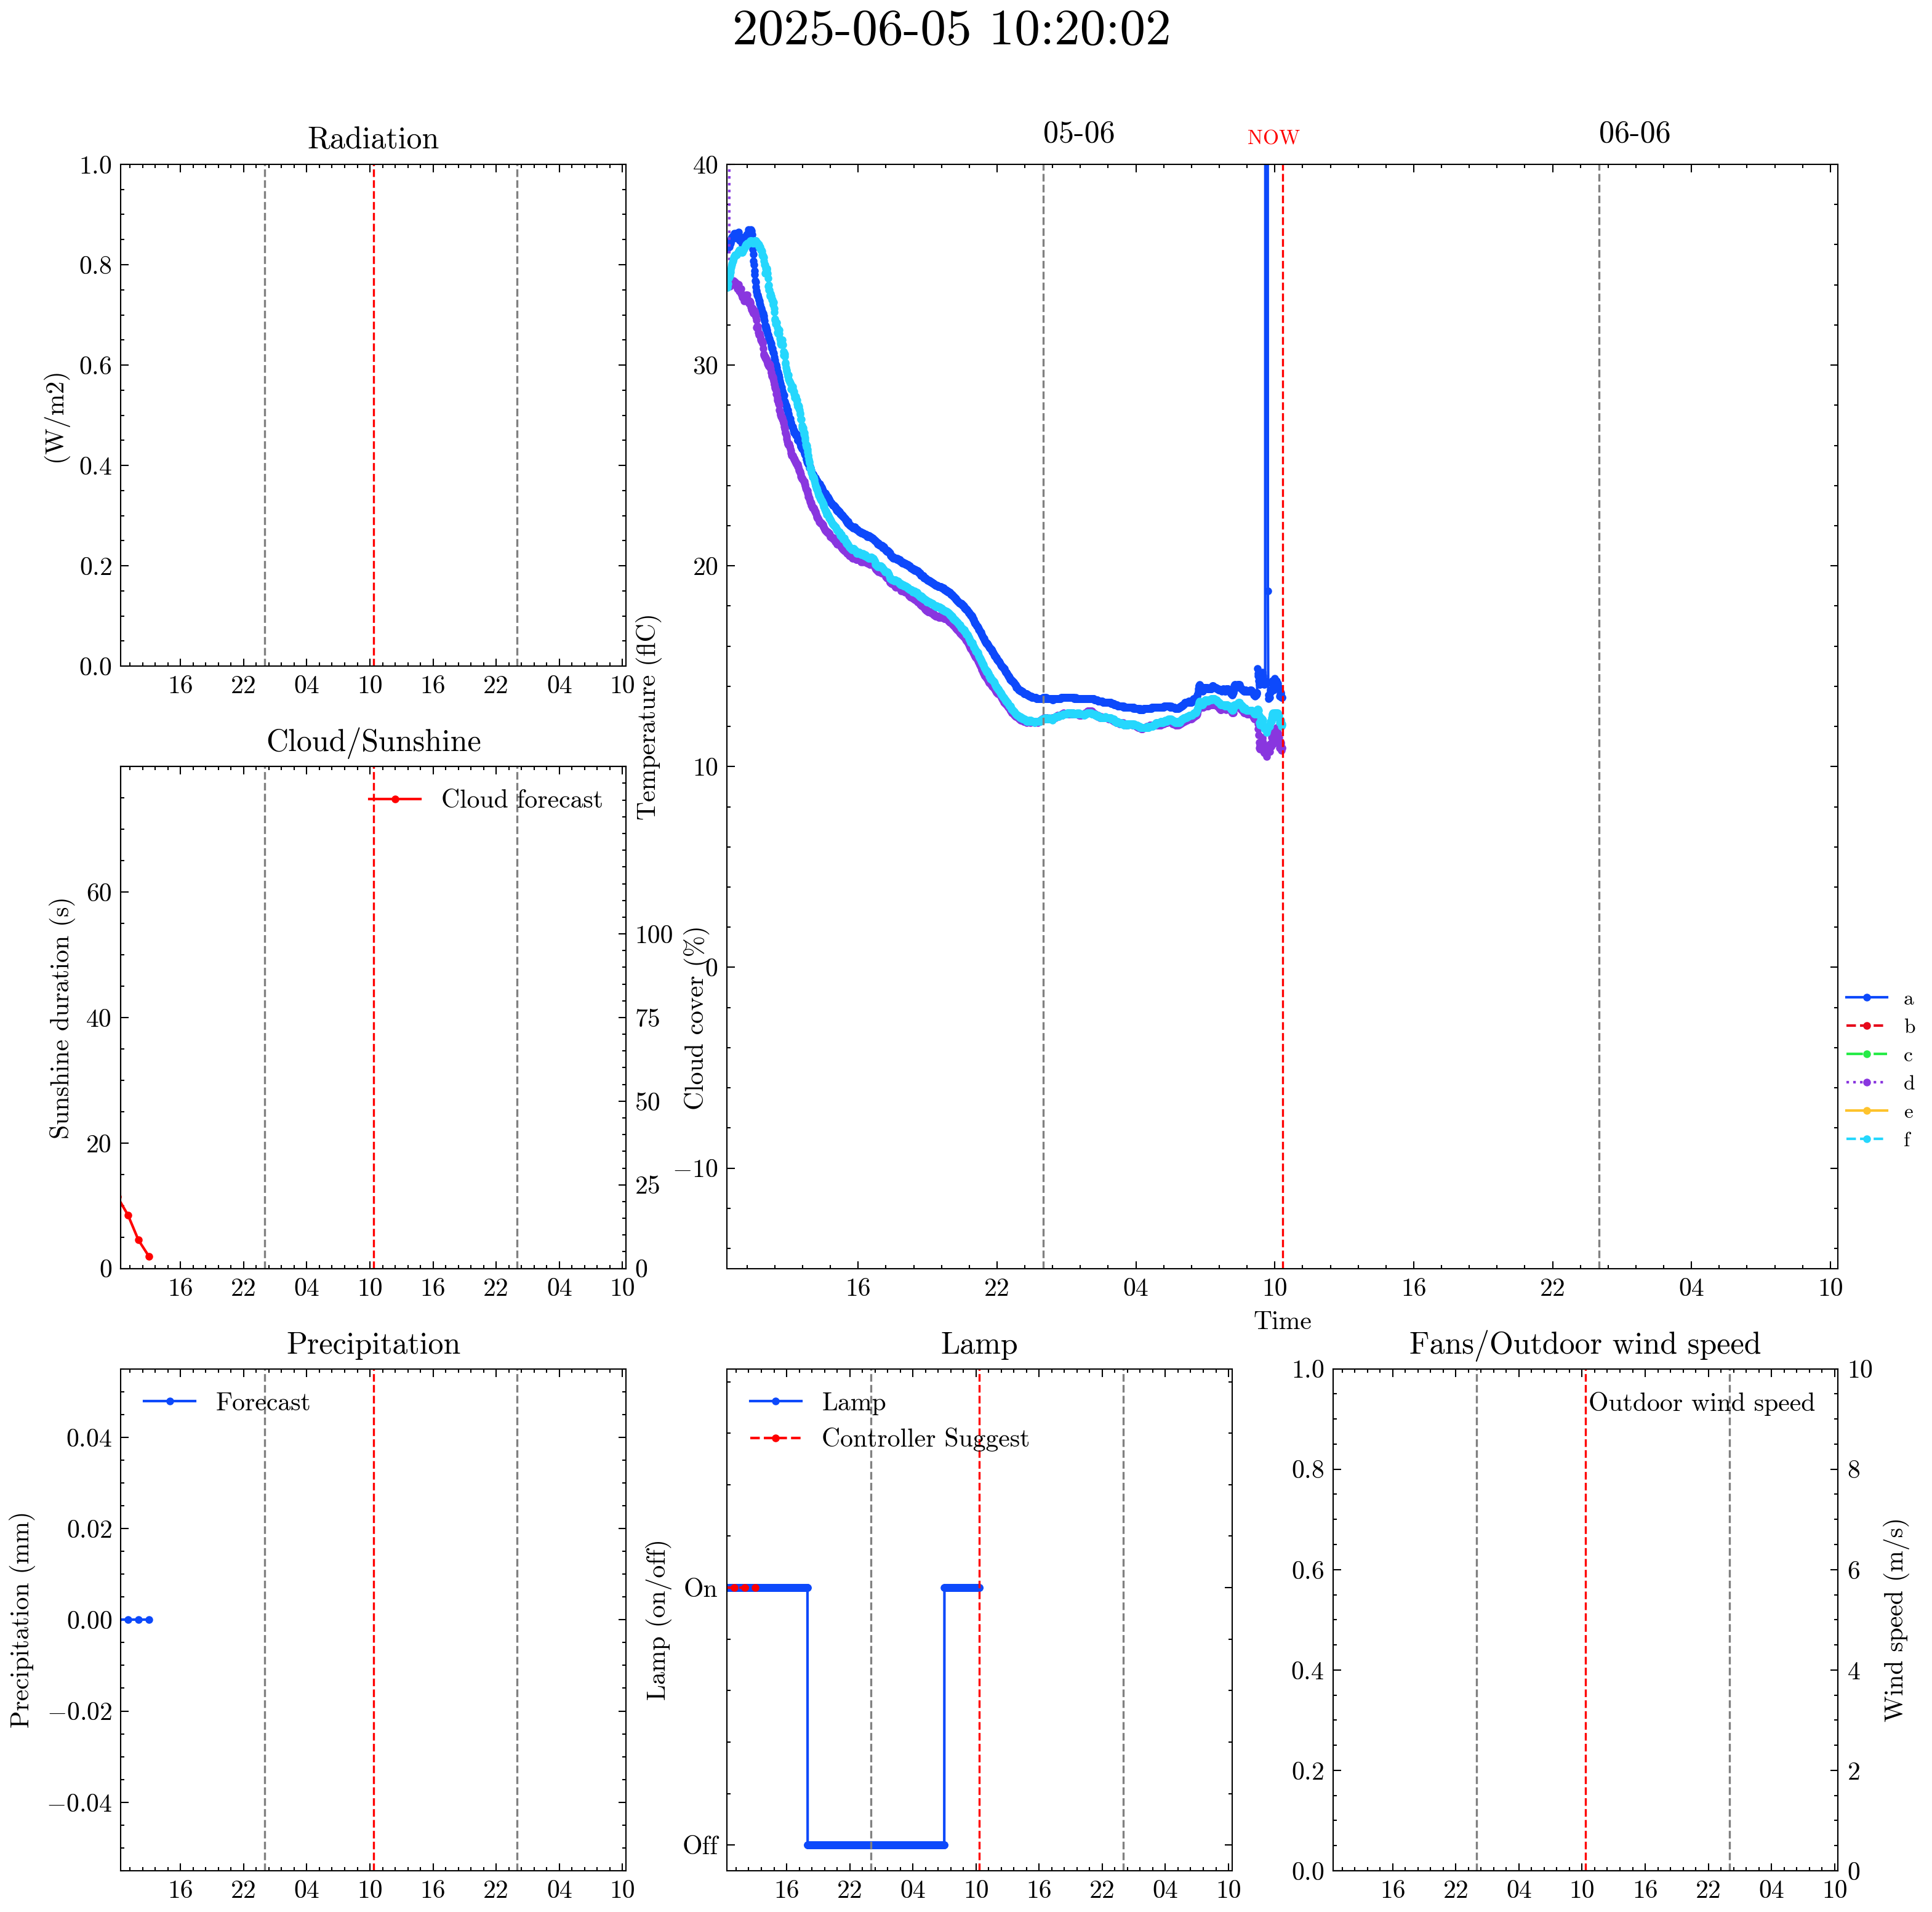 2025-06-05 10:20:02
Radiation
(W/m2)
1.0
0.8
0.6
0.4
0.2
0.0
16 22 04 10 16 22 04 10
05-06
NOW
06-06
Temperature (flC)
40
30
20
10
0
−10
16 22 04 10 16 22 04 10
Time
a
b
c
d
e
f
Cloud/Sunshine
Cloud forecast
Sunshine duration (s)
60
40
20
0
Cloud cover (%)
100
75
50
25
0
16 22 04 10 16 22 04 10
Precipitation
Forecast
Precipitation (mm)
0.04
0.02
0.00
−0.02
−0.04
16 22 04 10 16 22 04 10
Lamp
Lamp
Controller Suggest
Lamp (on/off)
On
Off
16 22 04 10 16 22 04 10
Fans/Outdoor wind speed
Outdoor wind speed
1.0
0.8
0.6
0.4
0.2
0.0
10
8
6
4
2
0
Wind speed (m/s)
16 22 04 10 16 22 04 10